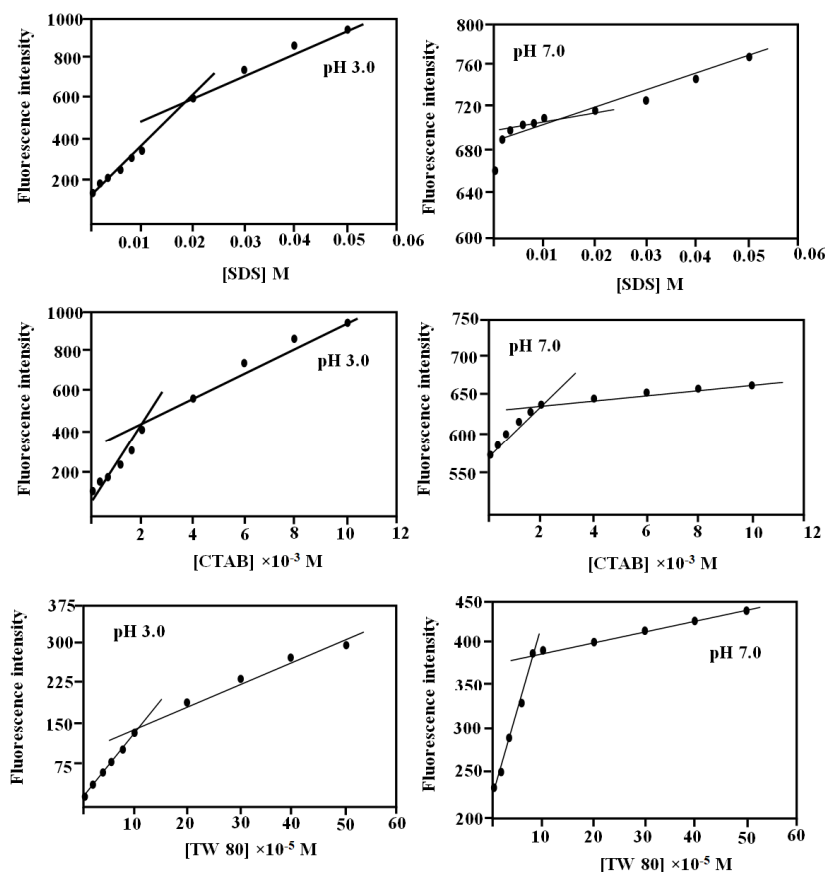 1000
800
600
400
200
Fluorescence intensity
pH 3.0
0.01 0.02 0.03 0.04 0.05 0.06
[SDS] M
800
760
720
680
640
600
Fluorescence intensity
pH 7.0
0.01 0.02 0.03 0.04 0.05 0.06
[SDS] M
1000
800
600
400
200
Fluorescence intensity
pH 3.0
2 4 6 8 10 12
[CTAB] ×10⁻³ M
750
700
650
600
550
Fluorescence intensity
pH 7.0
2 4 6 8 10 12
[CTAB] ×10⁻³ M
375
300
225
150
75
Fluorescence intensity
pH 3.0
10 20 30 40 50 60
[TW 80] ×10⁻⁵ M
450
400
350
300
250
200
Fluorescence intensity
pH 7.0
10 20 30 40 50 60
[TW 80] ×10⁻⁵ M